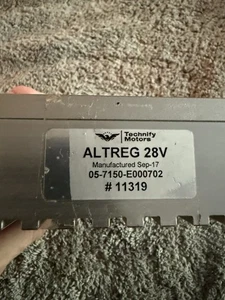 Technify
Motors
ALTREG 28V
Manufactured Sep-17
05-7150-E000702
# 11319